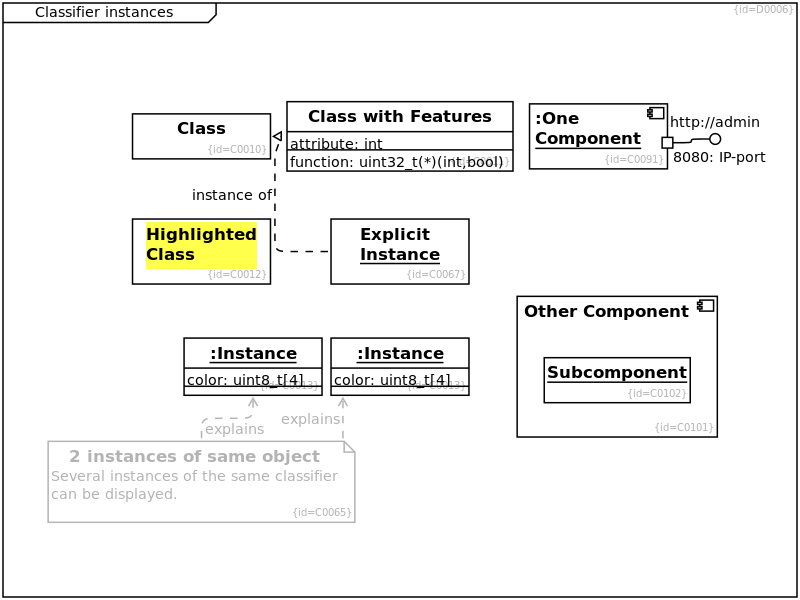 Classifier instances
{id=D0006}
Class
{id=C0010}
Class with Features
attribute: int
function: uint32_t(*)(int,bool)
:One
Component
{id=C0091}
http://admin
8080: IP-port
instance of
Highlighted
Class
{id=C0012}
Explicit
Instance
{id=C0067}
Other Component
Subcomponent
{id=C0102}
{id=C0101}
:Instance
color: uint8_t[4]
:Instance
color: uint8_t[4]
explains
explains
2 instances of same object
Several instances of the same classifier
can be displayed.
{id=C0065}